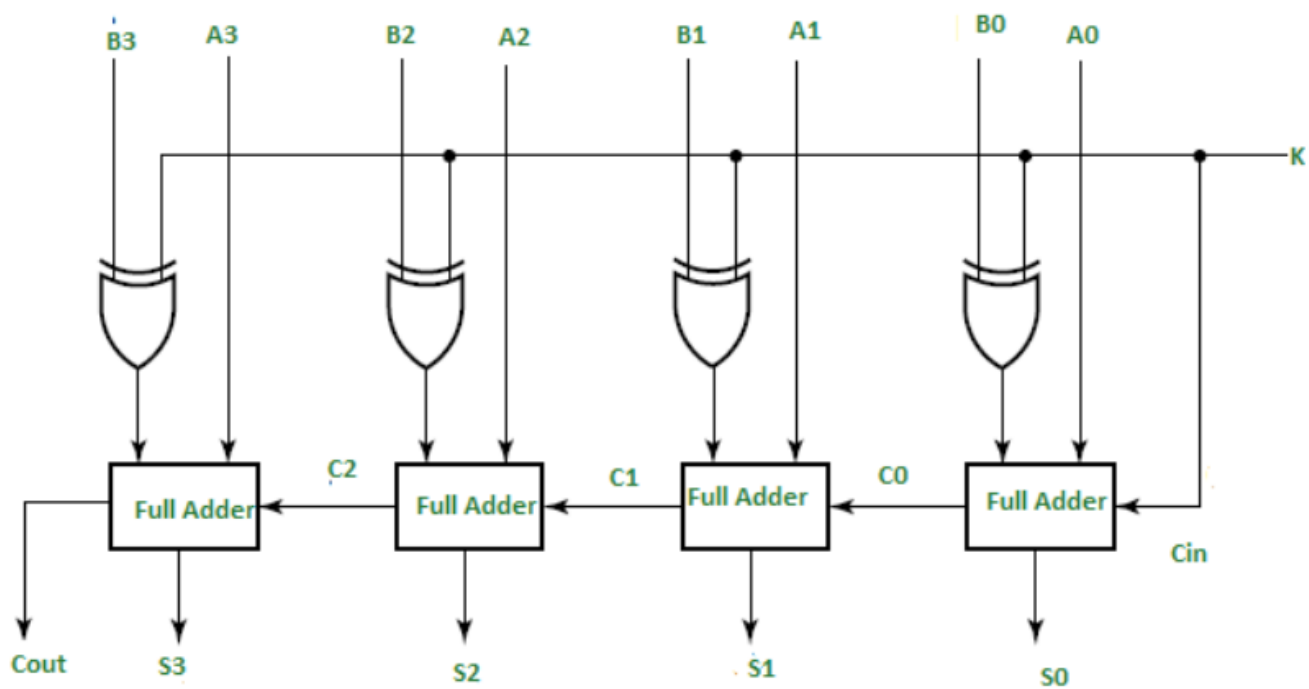 B3 A3 B2 A2 B1 A1 B0 A0
K
C2 C1 C0
Full Adder Full Adder Full Adder Full Adder
Cin
Cout S3 S2 S1 S0